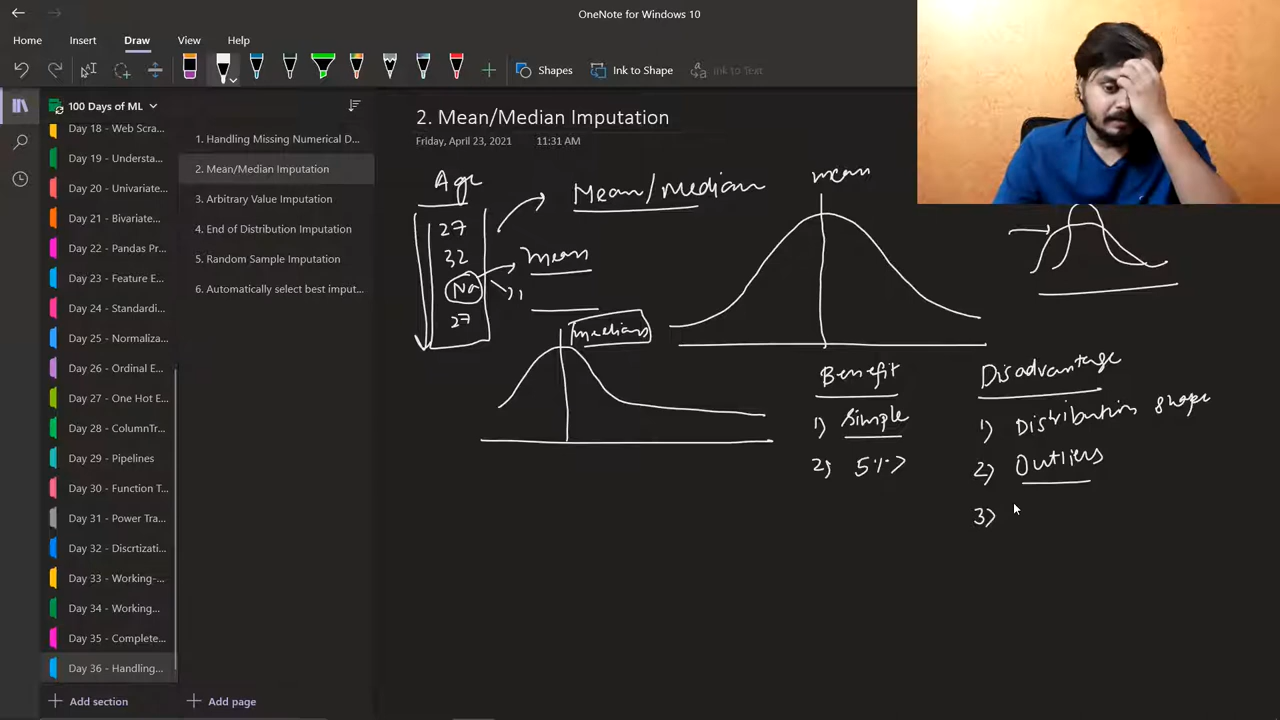 OneNote for Windows 10
Home Insert Draw View Help
Shapes Ink to Shape Ink to Text
100 Days of ML
Day 18 - Web Scra...
Day 19 - Understa...
Day 20 - Univariate...
Day 21 - Bivariate...
Day 22 - Pandas Pr...
Day 23 - Feature E...
Day 24 - Standardi...
Day 25 - Normaliza...
Day 26 - Ordinal E...
Day 27 - One Hot E...
Day 28 - ColumnTr...
Day 29 - Pipelines
Day 30 - Function T...
Day 31 - Power Tra...
Day 32 - Discrtizati...
Day 33 - Working-...
Day 34 - Working...
Day 35 - Complete...
Day 36 - Handling...
Add section
1. Handling Missing Numerical D...
2. Mean/Median Imputation
3. Arbitrary Value Imputation
4. End of Distribution Imputation
5. Random Sample Imputation
6. Automatically select best imput...
Add page
2. Mean/Median Imputation
Friday, April 23, 2021 11:31 AM
Age
27
32
Na
27
Mean/Median
mean
median
mean
Benefit
1) Simple
2) 5%
Disadvantage
1) Distribution shape
2) Outliers
3)